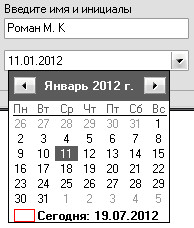 Введите имя и инициалы
Роман М. К
11.01.2012
Январь 2012 г.
Пн Вт Ср Чт Пт Сб Вс
26 27 28 29 30 31 1
2 3 4 5 6 7 8
9 10 11 12 13 14 15
16 17 18 19 20 21 22
23 24 25 26 27 28 29
30 31 1 2 3 4 5
Сегодня: 19.07.2012